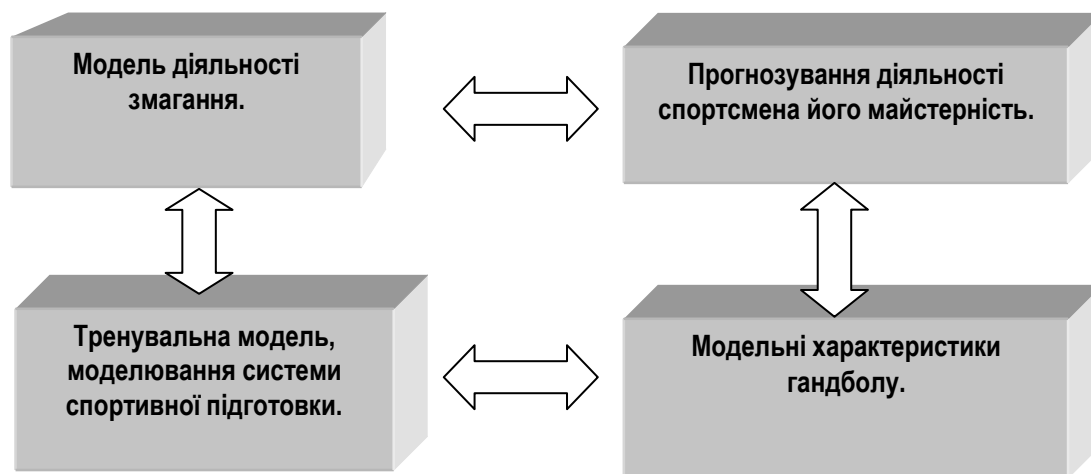 Модель діяльності
змагання.
Прогнозування діяльності
спортсмена його майстерність.
Тренувальна модель,
моделювання системи
спортивної підготовки.
Модельні характеристики
гандболу.